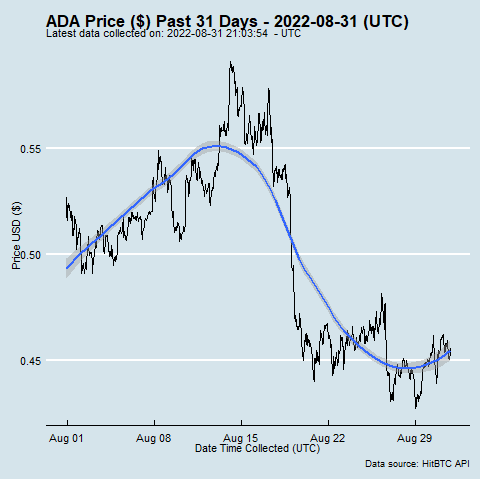 ADA Price ($) Past 31 Days - 2022-08-31 (UTC)
Latest data collected on: 2022-08-31 21:03:54 - UTC
0.55
0.50
0.45
Price USD ($)
Aug 01 Aug 08 Aug 15 Aug 22 Aug 29
Date Time Collected (UTC)
Data source: HitBTC API